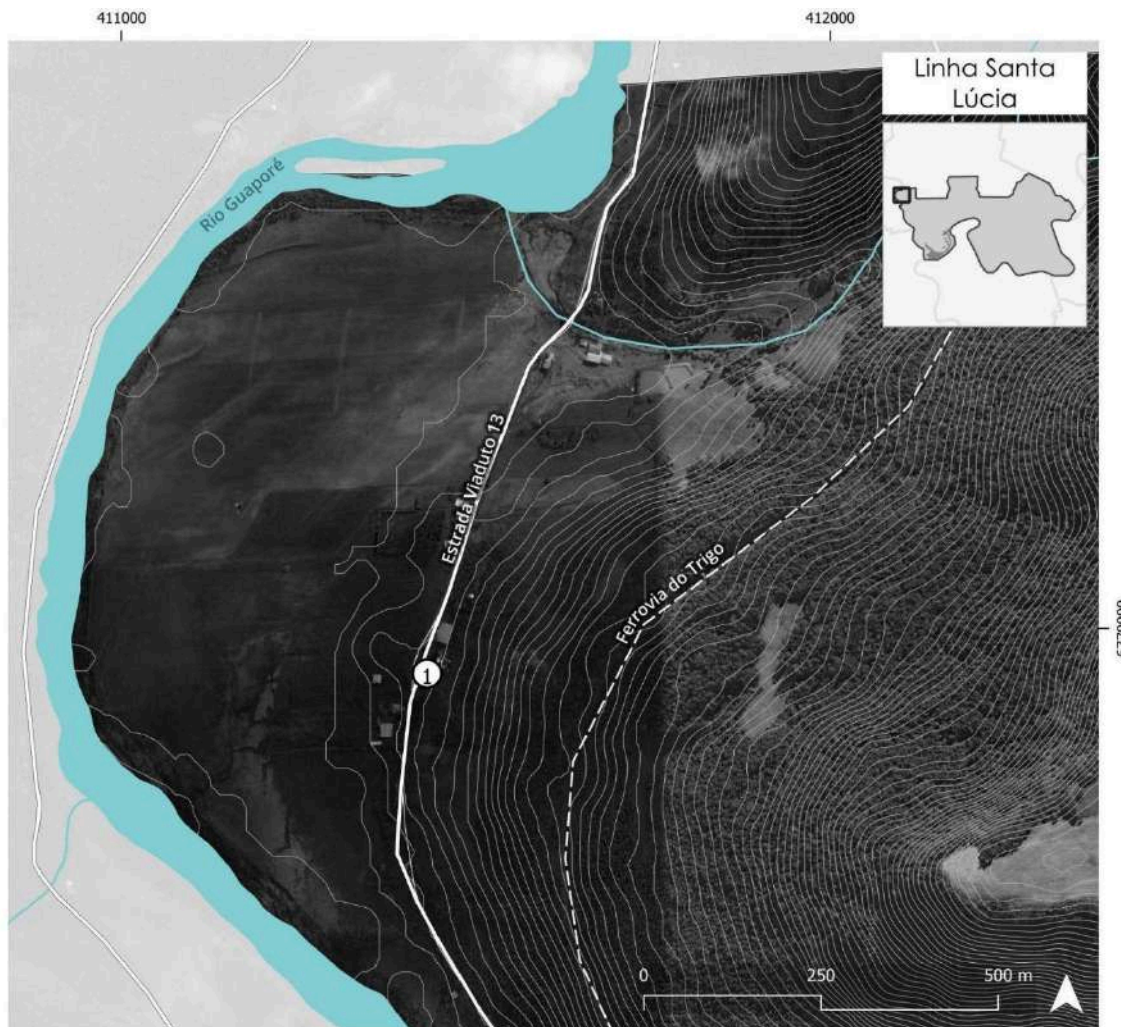 411000
412000
Linha Santa
Lúcia
Rio Guaporé
Estrada Viaduto 13
Ferrovia do Trigo
1
0
250
500 m